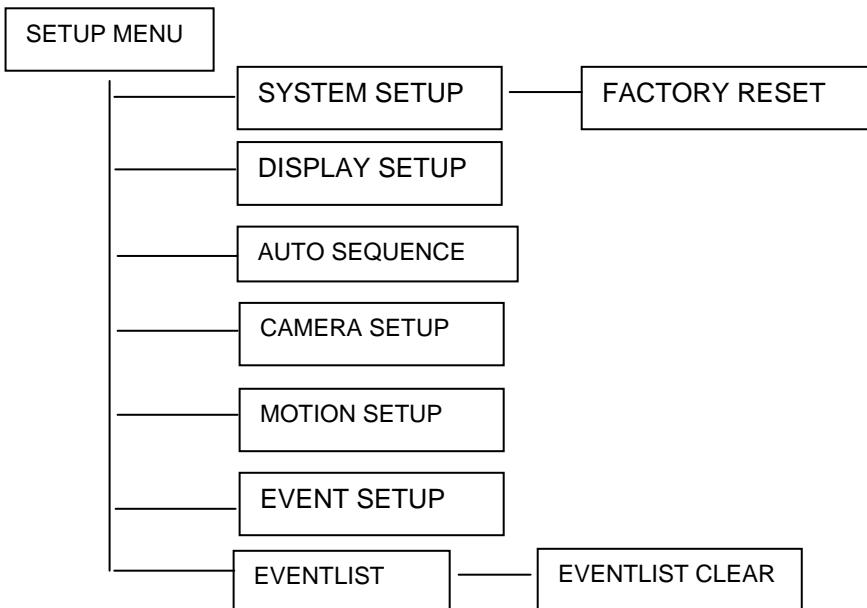 SETUP MENU
SYSTEM SETUP
FACTORY RESET
DISPLAY SETUP
AUTO SEQUENCE
CAMERA SETUP
MOTION SETUP
EVENT SETUP
EVENTLIST
EVENTLIST CLEAR